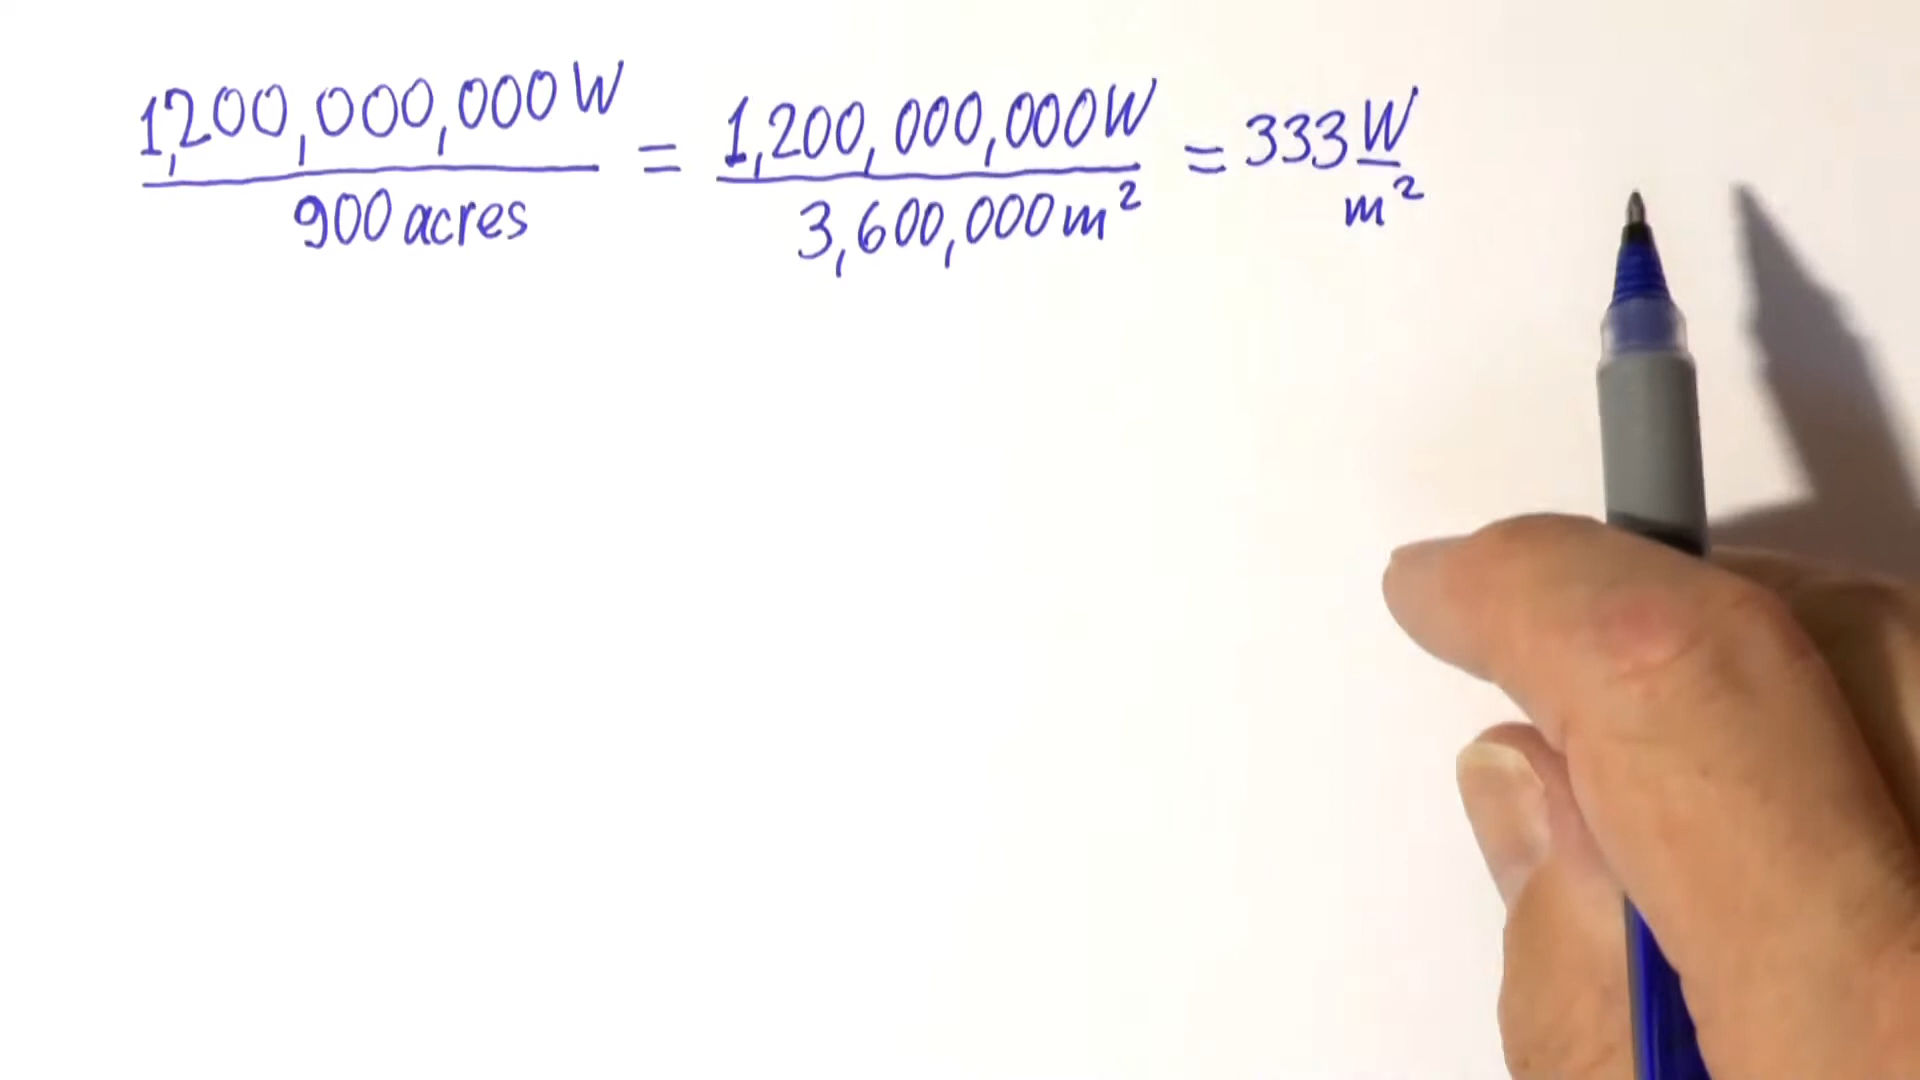 1,200,000,000 W / 900 acres = 1,200,000,000 W / 3,600,000 m² = 333 W/m²